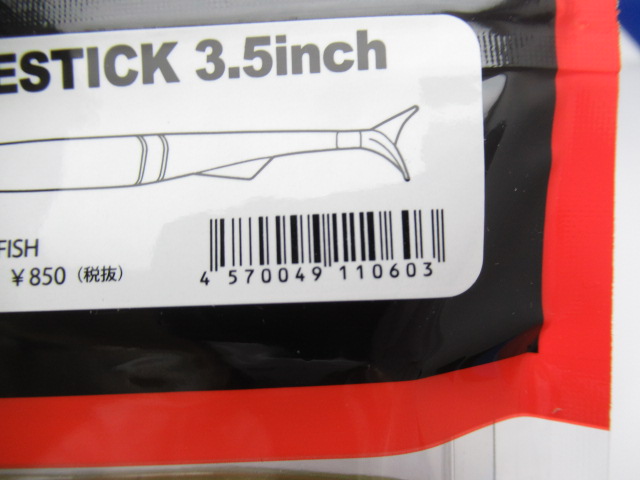 ESTICK 3.5inch
FISH
￥850（税抜）
4 570049 110603